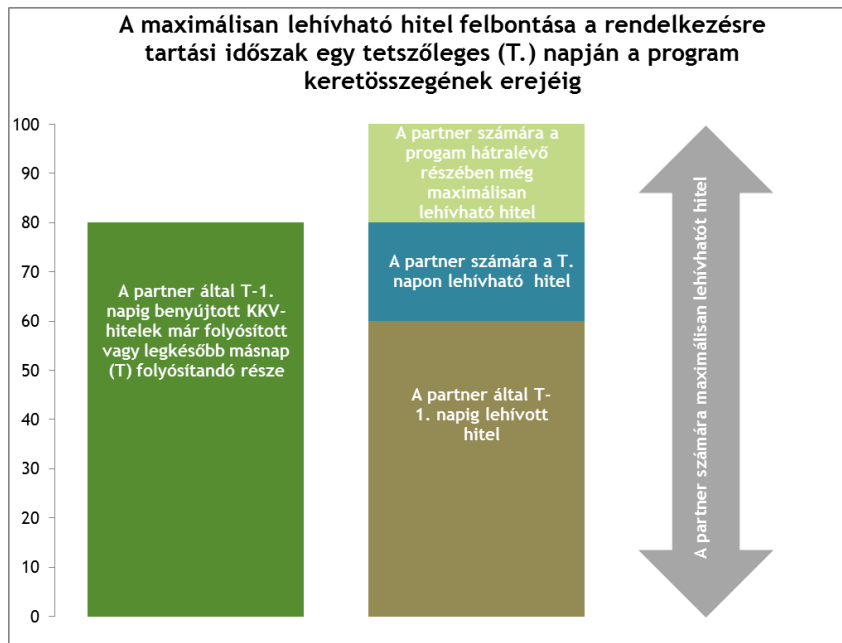 A maximálisan lehívható hitel felbontása a rendelkezésre
tartási időszak egy tetszőleges (T.) napján a program
keretösszegének erejéig
100
90
80
70
60
50
40
30
20
10
0
A partner által T-1.
napig benyújtott KKV-
hitelek már folyósított
vagy legkésőbb másnap
(T) folyósítandó része
A partner számára a
progam hátralévő
részében még
maximálisan
lehívható hitel
A partner számára a T.
napon lehívható hitel
A partner által T-
1. napig lehívott
hitel
A partner számára maximálisan lehívhatót hitel